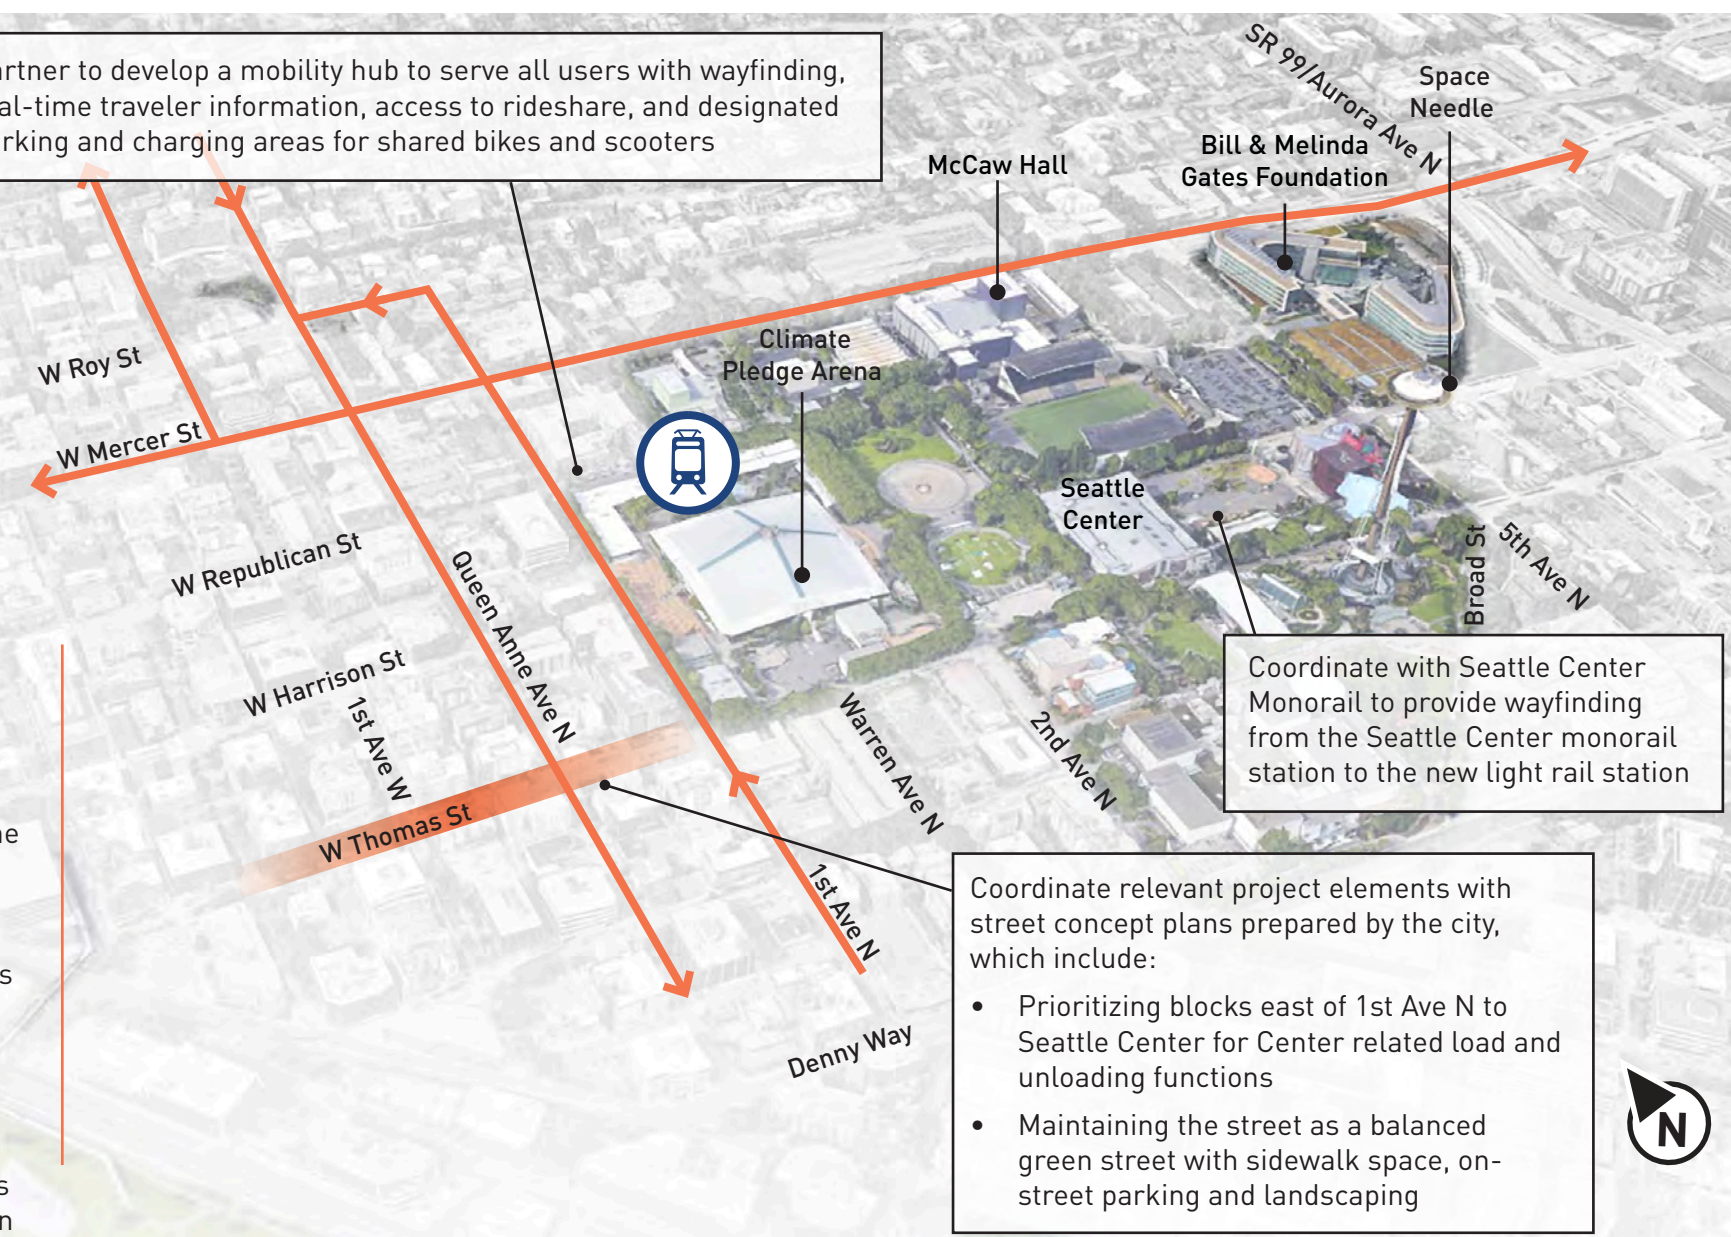 artner to develop a mobility hub to serve all users with wayfinding,
al-time traveler information, access to rideshare, and designated
rking and charging areas for shared bikes and scooters
SR 99/Aurora Ave N
Space
Needle
Bill & Melinda
Gates Foundation
McCaw Hall
Climate
Pledge Arena
W Roy St
W Mercer St
Seattle
Center
W Republican St
Queen Anne Ave N
Broad St
5th Ave N
W Harrison St
1st Ave W
Warren Ave N
2nd Ave N
Coordinate with Seattle Center
Monorail to provide wayfinding
from the Seattle Center monorail
station to the new light rail station
W Thomas St
1st Ave N
Denny Way
Coordinate relevant project elements with
street concept plans prepared by the city,
which include:
• Prioritizing blocks east of 1st Ave N to
Seattle Center for Center related load and
unloading functions
• Maintaining the street as a balanced
green street with sidewalk space, on-
street parking and landscaping
N
ne
s
s
n